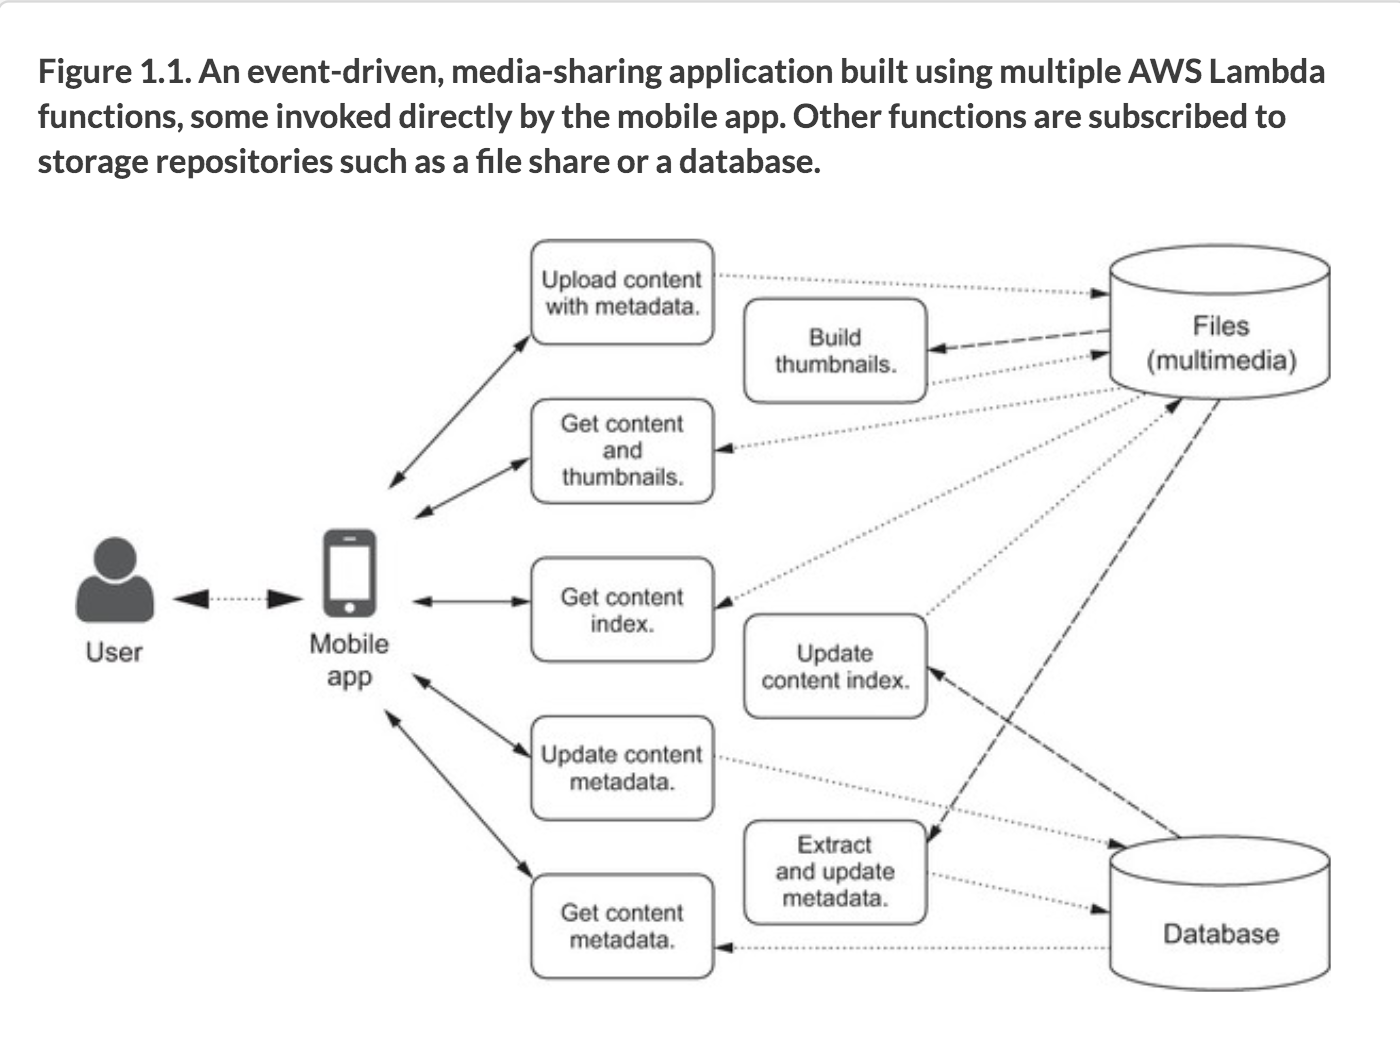 Figure 1.1. An event-driven, media-sharing application built using multiple AWS Lambda
functions, some invoked directly by the mobile app. Other functions are subscribed to
storage repositories such as a file share or a database.
Upload content
with metadata.
Build
thumbnails.
Files
(multimedia)
Get content
and
thumbnails.
User
Mobile
app
Get content
index.
Update
content index.
Update content
metadata.
Extract
and update
metadata.
Get content
metadata.
Database